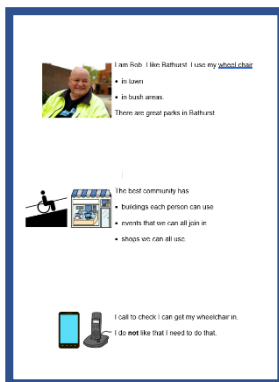 I am Bob. I like Bathurst. I use my wheel chair
• in town
• in bush areas.
There are great parks in Bathurst.
The best community has
• buildings each person can use
• events that we can all join in
• shops we can all use.
I call to check I can get my wheelchair in.
I do not like that I need to do that.